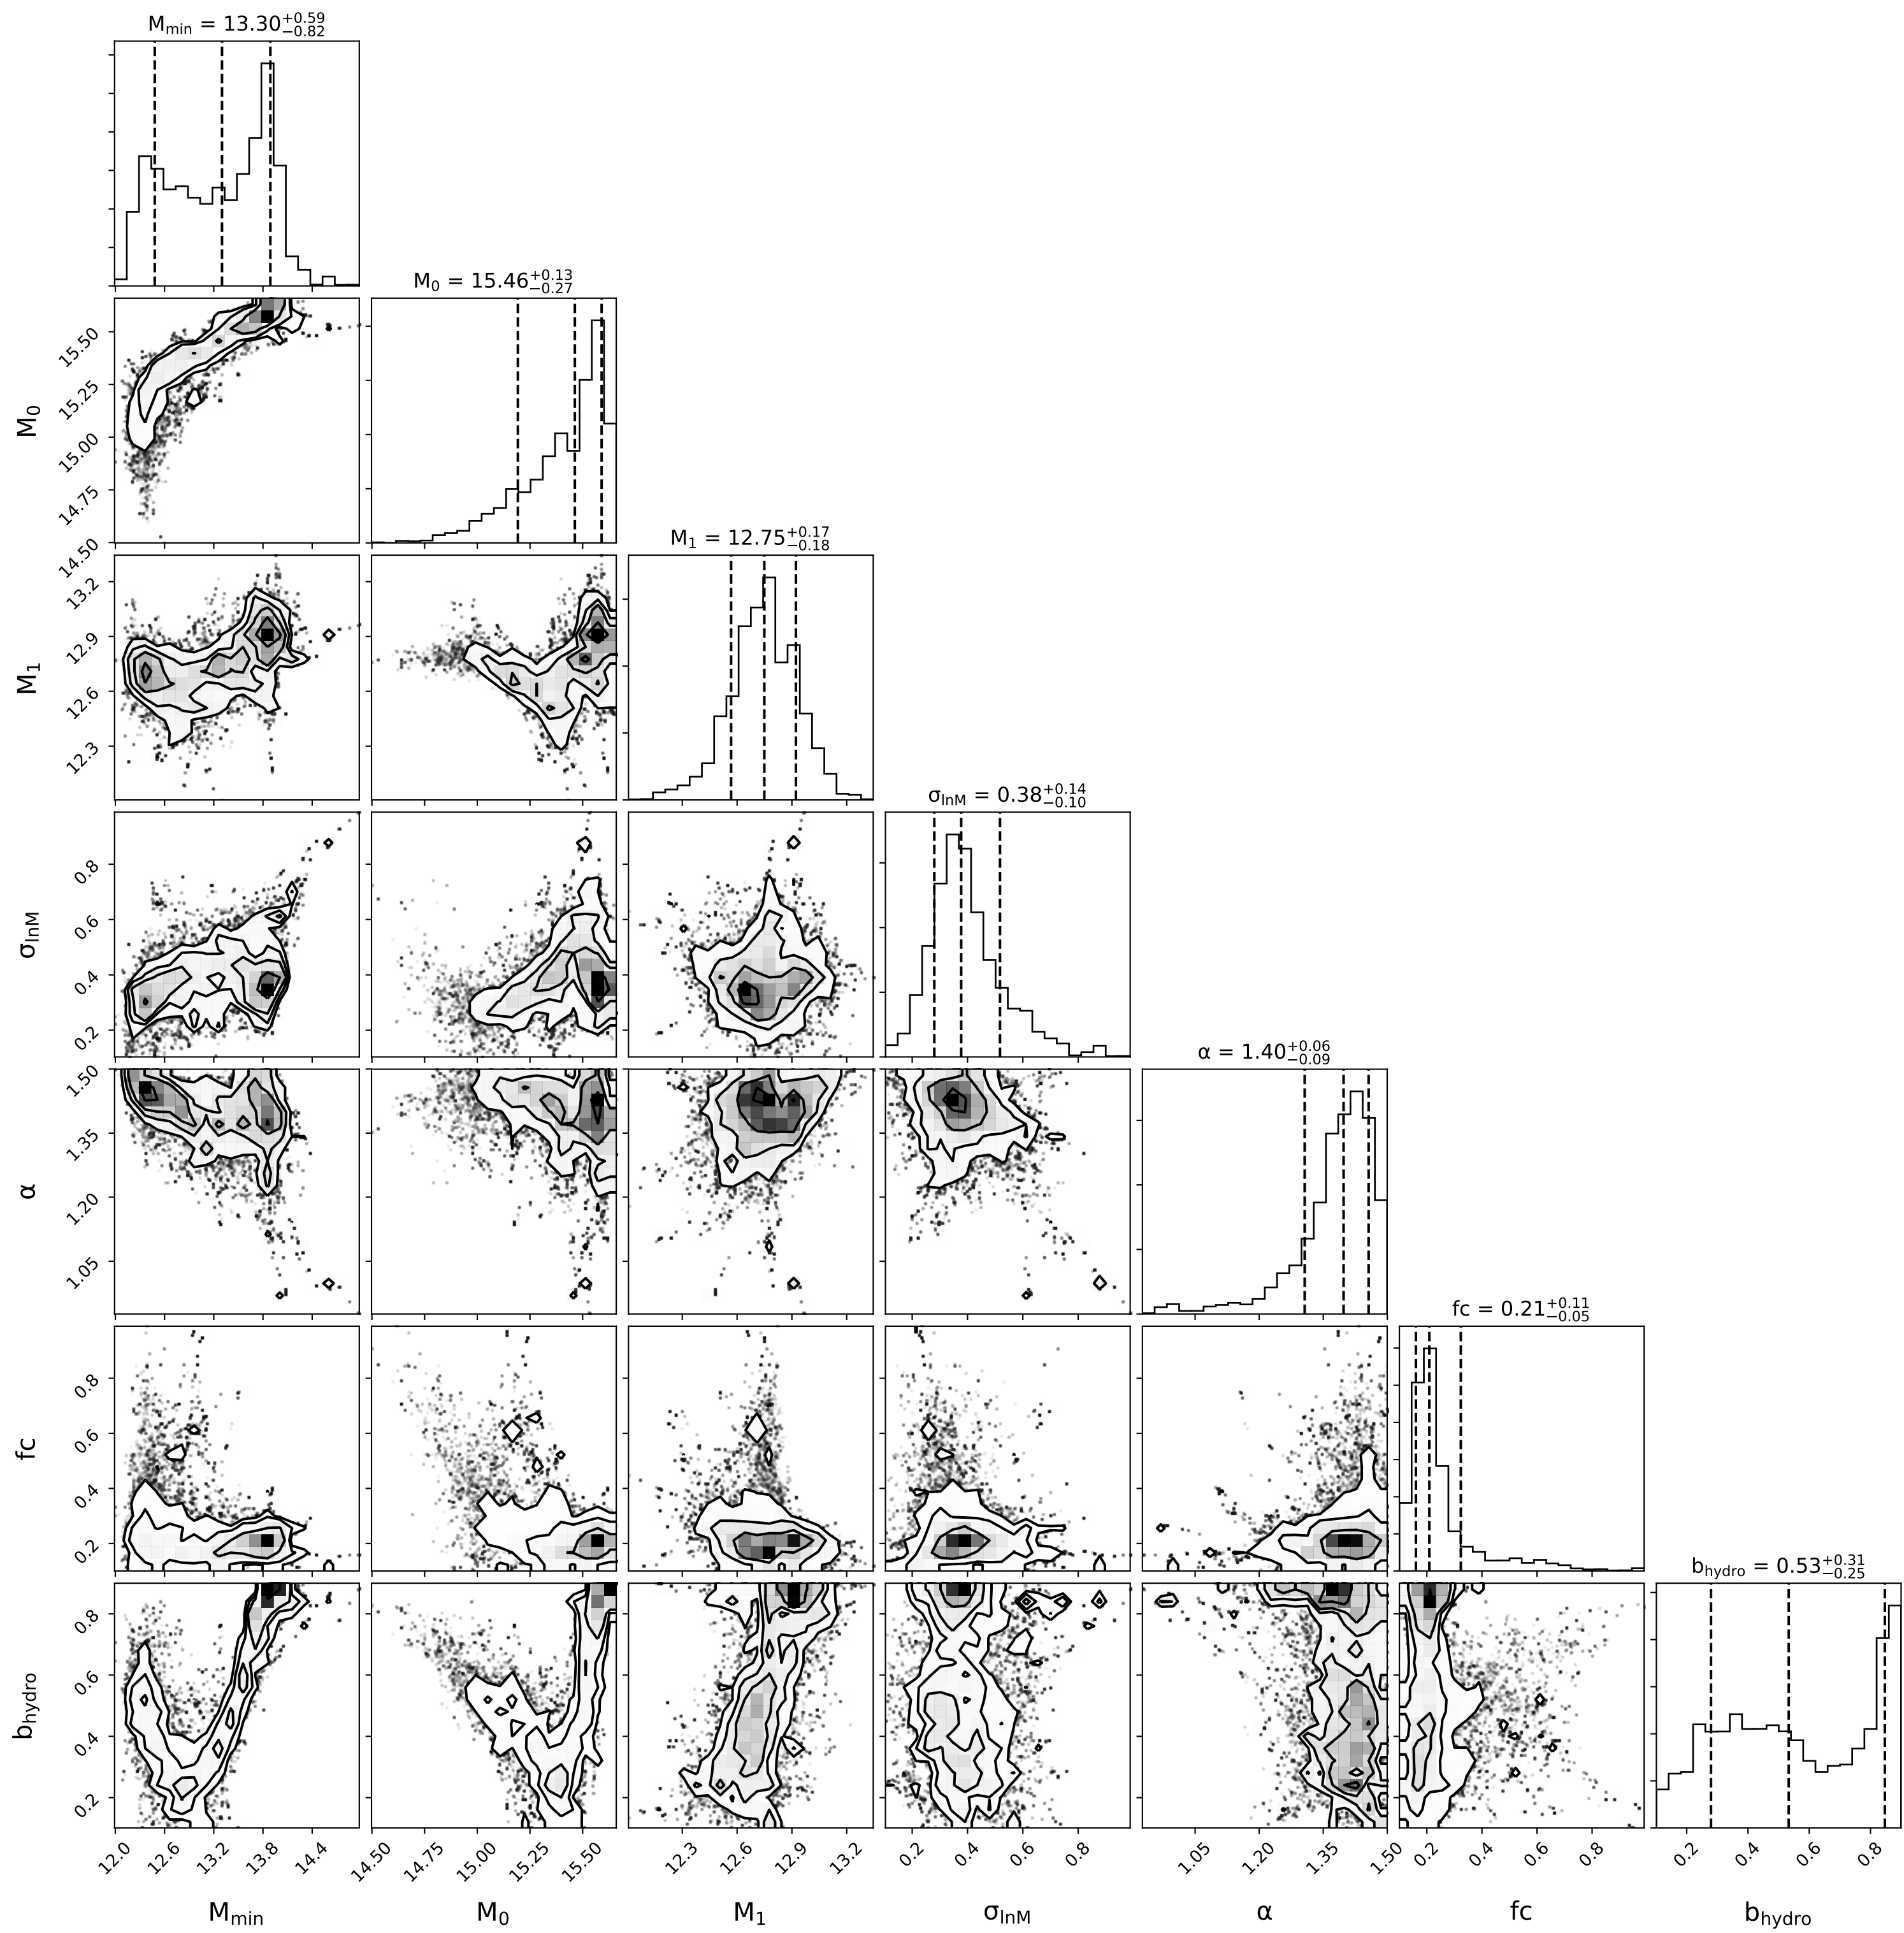 M_min = 13.30^{+0.59}_{−0.82}
M_0 = 15.46^{+0.13}_{−0.27}
15.50
15.25
15.00
14.75
14.50
M_0
M_1 = 12.75^{+0.17}_{−0.18}
13.2
12.9
12.6
12.3
M_1
σ_lnM = 0.38^{+0.14}_{−0.10}
0.8
0.6
0.4
0.2
σ_lnM
α = 1.40^{+0.06}_{−0.09}
1.50
1.35
1.20
1.05
α
fc = 0.21^{+0.11}_{−0.05}
0.8
0.6
0.4
0.2
fc
b_hydro = 0.53^{+0.31}_{−0.25}
0.8
0.6
0.4
0.2
b_hydro
12.0 12.6 13.2 13.8 14.4 14.50 14.75 15.00 15.25 15.50 12.3 12.6 12.9 13.2 0.2 0.4 0.6 0.8 1.05 1.20 1.35 1.50 0.2 0.4 0.6 0.8 0.2 0.4 0.6 0.8
M_min M_0 M_1 σ_lnM α fc b_hydro